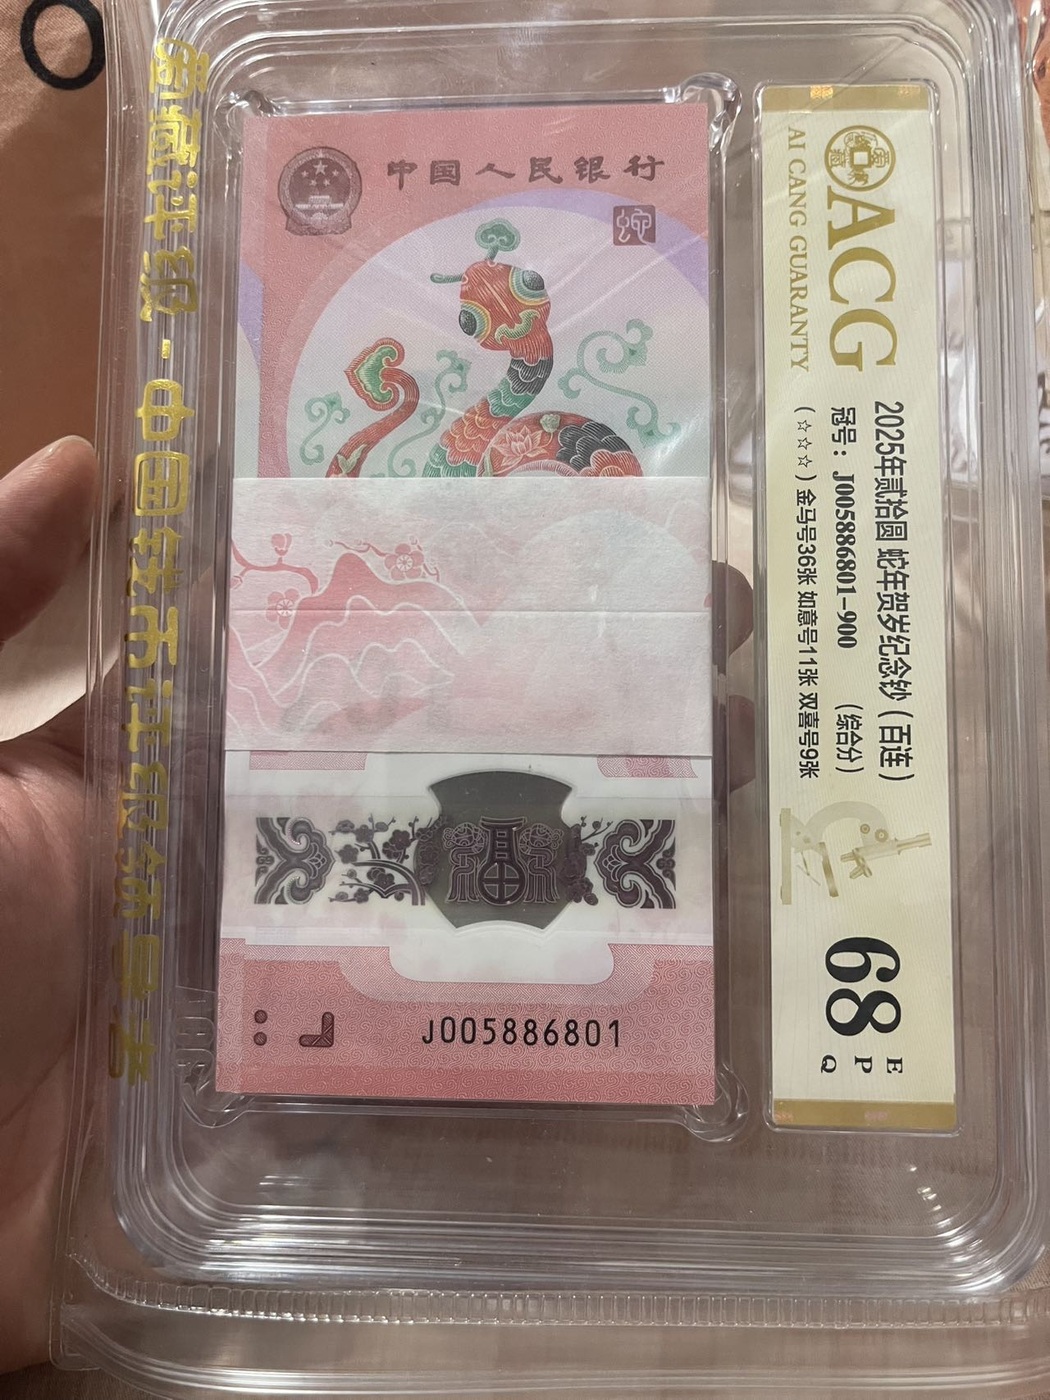 爱藏评级-中国钱币评级领导者
中国人民银行
蛇
福
J005886801
ACG
AI CANG GUARANTY
2025年贰拾圆 蛇年贺岁纪念钞（百连）
冠号：J005886801-900 （综合分）
（☆☆☆）金马号36张 如意号11张 双喜号9张
68
E
P
Q